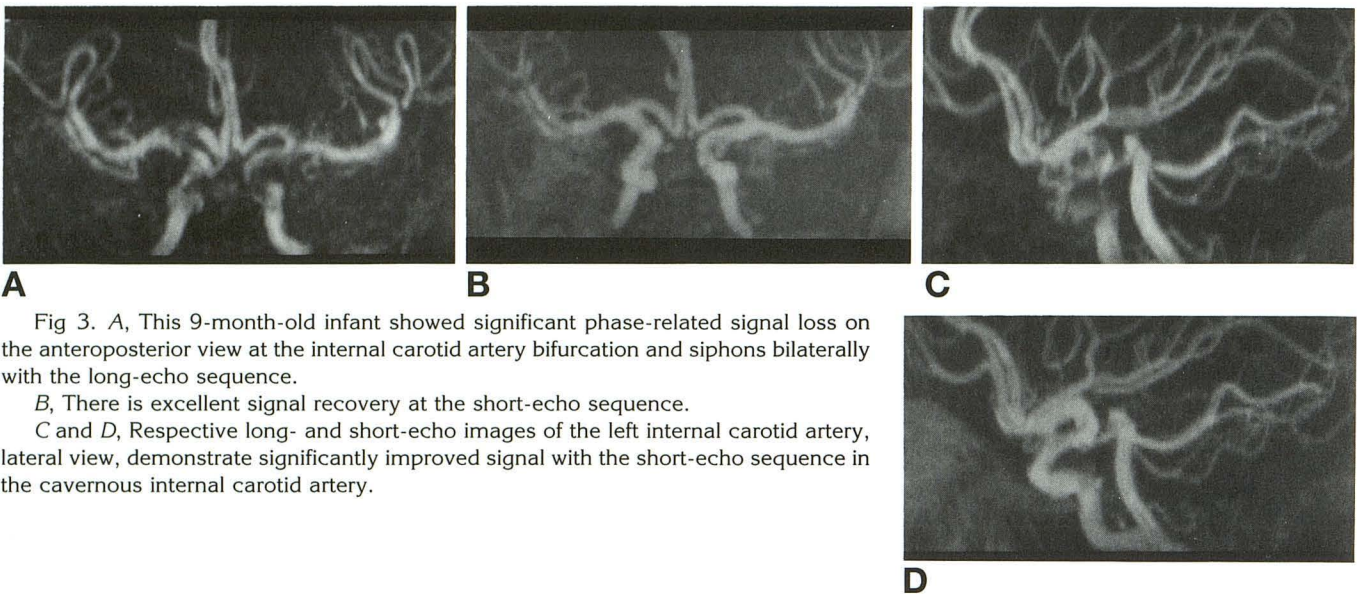 A
B
C
Fig 3. A, This 9-month-old infant showed significant phase-related signal loss on
the anteroposterior view at the internal carotid artery bifurcation and siphons bilaterally
with the long-echo sequence.
B, There is excellent signal recovery at the short-echo sequence.
C and D, Respective long- and short-echo images of the left internal carotid artery,
lateral view, demonstrate significantly improved signal with the short-echo sequence in
the cavernous internal carotid artery.
D